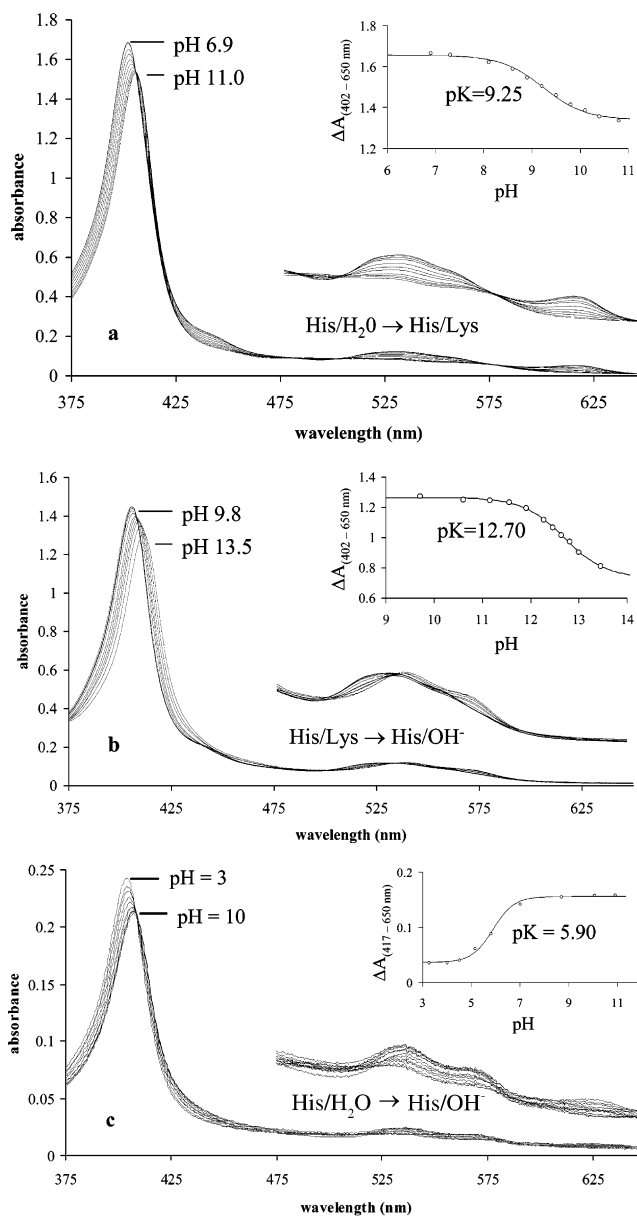 1.8
1.6
1.4
1.2
1
0.8
0.6
0.4
0.2
0
absorbance
pH 6.9
pH 11.0
1.8
1.6
1.4
1.2
ΔA(402 – 650 nm)
pK=9.25
6 7 8 9 10 11
pH
a
His/H20 → His/Lys
375 425 475 525 575 625
wavelength (nm)
1.6
1.4
1.2
1
0.8
0.6
0.4
0.2
0
absorbance
pH 9.8
pH 13.5
1.4
1.2
1
0.8
0.6
ΔA(402 – 650 nm)
pK=12.70
9 10 11 12 13 14
pH
b
His/Lys → His/OH-
375 425 475 525 575 625
wavelength (nm)
0.25
0.2
0.15
0.1
0.05
0
absorbance
pH = 3
pH = 10
0.2
0.1
0
ΔA(417 – 650 nm)
pK = 5.90
3 5 7 9 11
pH
c
His/H2O → His/OH-
375 425 475 525 575 625
wavelength (nm)